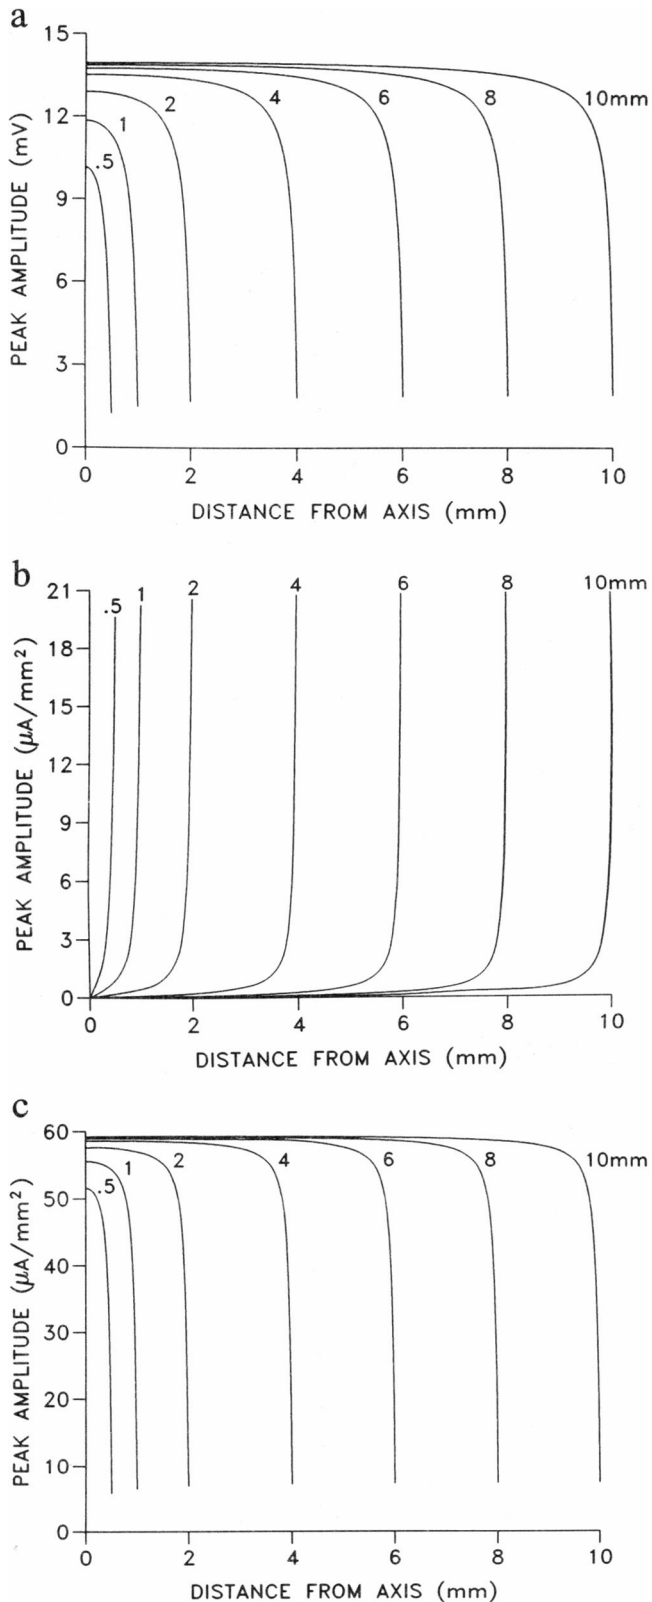 a
15
12
9
6
3
0
PEAK AMPLITUDE (mV)
.5
1
2
4
6
8
10mm
0 2 4 6 8 10
DISTANCE FROM AXIS (mm)
b
21
18
15
12
9
6
3
0
PEAK AMPLITUDE (μA/mm²)
.5
1
2
4
6
8
10mm
0 2 4 6 8 10
DISTANCE FROM AXIS (mm)
c
60
50
40
30
20
10
0
PEAK AMPLITUDE (μA/mm²)
.5
1
2
4
6
8
10mm
0 2 4 6 8 10
DISTANCE FROM AXIS (mm)